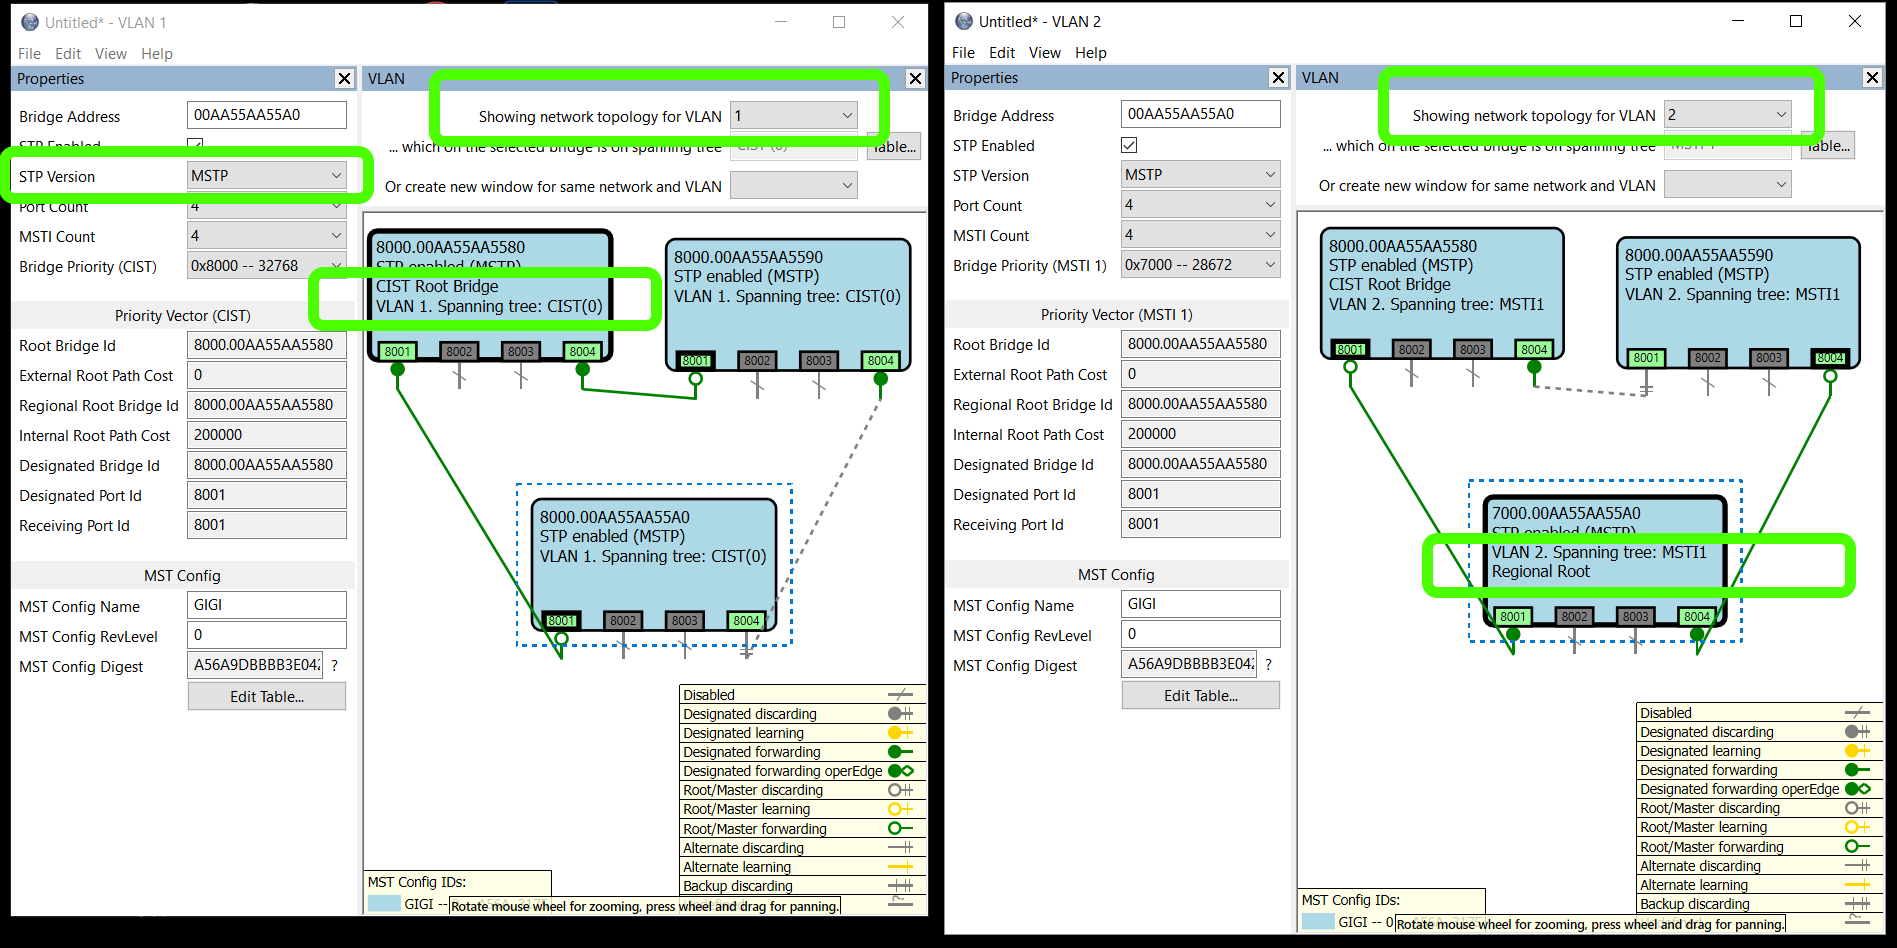 Untitled* - VLAN 1
File Edit View Help
Properties
Bridge Address 00AA55AA55A0
STP Enabled
STP Version MSTP
Port Count 4
MSTI Count 4
Bridge Priority (CIST) 0x8000 -- 32768
Priority Vector (CIST)
Root Bridge Id 8000.00AA55AA5580
External Root Path Cost 0
Regional Root Bridge Id 8000.00AA55AA5580
Internal Root Path Cost 200000
Designated Bridge Id 8000.00AA55AA5580
Designated Port Id 8001
Receiving Port Id 8001
MST Config
MST Config Name GIGI
MST Config RevLevel 0
MST Config Digest A56A9DBBBB3E042 ?
Edit Table...
VLAN
Showing network topology for VLAN 1
... which on the selected bridge is on spanning tree CIST (0) Table...
Or create new window for same network and VLAN
8000.00AA55AA5580
STP enabled (MSTP)
CIST Root Bridge
VLAN 1. Spanning tree: CIST(0)
8001 8002 8003 8004
8000.00AA55AA5590
STP enabled (MSTP)
VLAN 1. Spanning tree: CIST(0)
8001 8002 8003 8004
8000.00AA55AA55A0
STP enabled (MSTP)
VLAN 1. Spanning tree: CIST(0)
8001 8002 8003 8004
Disabled
Designated discarding
Designated learning
Designated forwarding
Designated forwarding operEdge
Root/Master discarding
Root/Master learning
Root/Master forwarding
Alternate discarding
Alternate learning
Backup discarding
MST Config IDs:
GIGI --
Rotate mouse wheel for zooming, press wheel and drag for panning.
Untitled* - VLAN 2
File Edit View Help
Properties
Bridge Address 00AA55AA55A0
STP Enabled
STP Version MSTP
Port Count 4
MSTI Count 4
Bridge Priority (MSTI 1) 0x7000 -- 28672
Priority Vector (MSTI 1)
Root Bridge Id 8000.00AA55AA5580
External Root Path Cost 0
Regional Root Bridge Id 8000.00AA55AA5580
Internal Root Path Cost 200000
Designated Bridge Id 8000.00AA55AA5580
Designated Port Id 8001
Receiving Port Id 8001
MST Config
MST Config Name GIGI
MST Config RevLevel 0
MST Config Digest A56A9DBBBB3E042 ?
Edit Table...
VLAN
Showing network topology for VLAN 2
... which on the selected bridge is on spanning tree MSTI 1 Table...
Or create new window for same network and VLAN
8000.00AA55AA5580
STP enabled (MSTP)
CIST Root Bridge
VLAN 2. Spanning tree: MSTI1
8001 8002 8003 8004
8000.00AA55AA5590
STP enabled (MSTP)
VLAN 2. Spanning tree: MSTI1
8001 8002 8003 8004
7000.00AA55AA55A0
STP enabled (MSTP)
VLAN 2. Spanning tree: MSTI1
Regional Root
8001 8002 8003 8004
Disabled
Designated discarding
Designated learning
Designated forwarding
Designated forwarding operEdge
Root/Master discarding
Root/Master learning
Root/Master forwarding
Alternate discarding
Alternate learning
Backup discarding
MST Config IDs:
GIGI -- 0
Rotate mouse wheel for zooming, press wheel and drag for panning.